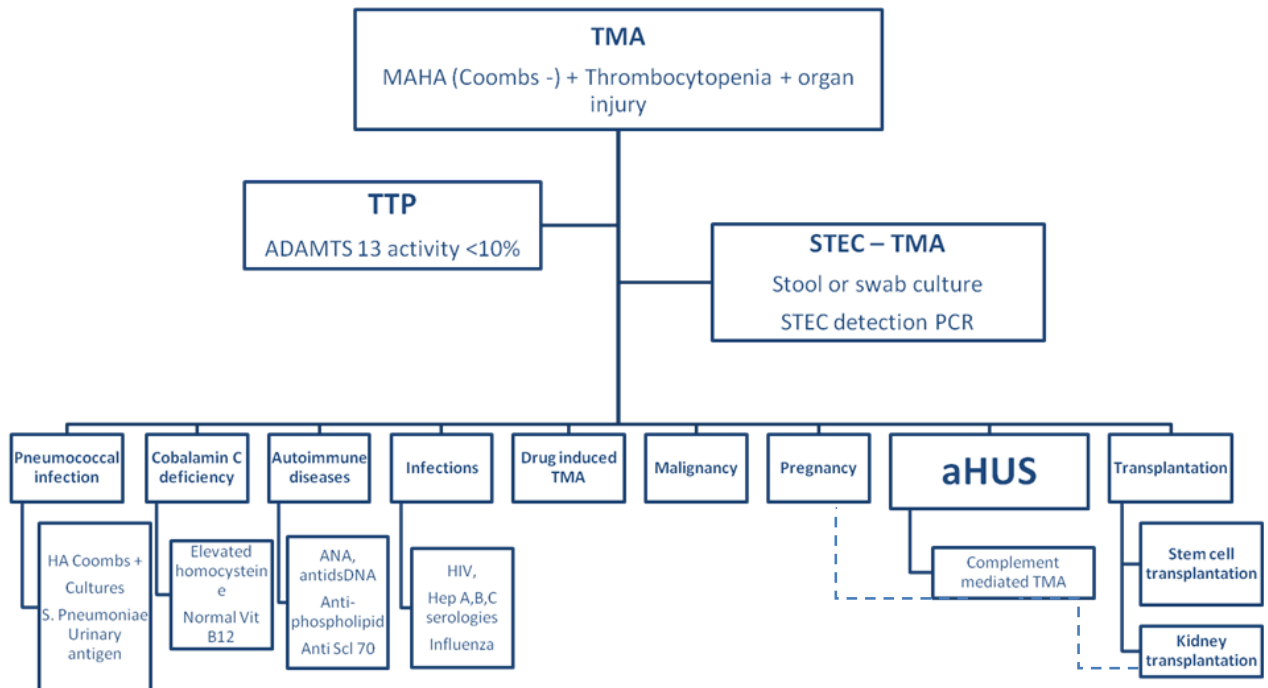 TMA
MAHA (Coombs -) + Thrombocytopenia + organ
injury
TTP
ADAMTS 13 activity <10%
STEC – TMA
Stool or swab culture
STEC detection PCR
Pneumococcal
infection
Cobalamin C
deficiency
Autoimmune
diseases
Infections
Drug induced
TMA
Malignancy
Pregnancy
aHUS
Transplantation
HA Coombs +
Cultures
S. Pneumoniae
Urinary
antigen
Elevated
homocystein
e
Normal Vit
B12
ANA,
antidsDNA
Anti-
phospholipid
Anti Scl 70
HIV,
Hep A,B,C
serologies
Influenza
Complement
mediated TMA
Stem cell
transplantation
Kidney
transplantation